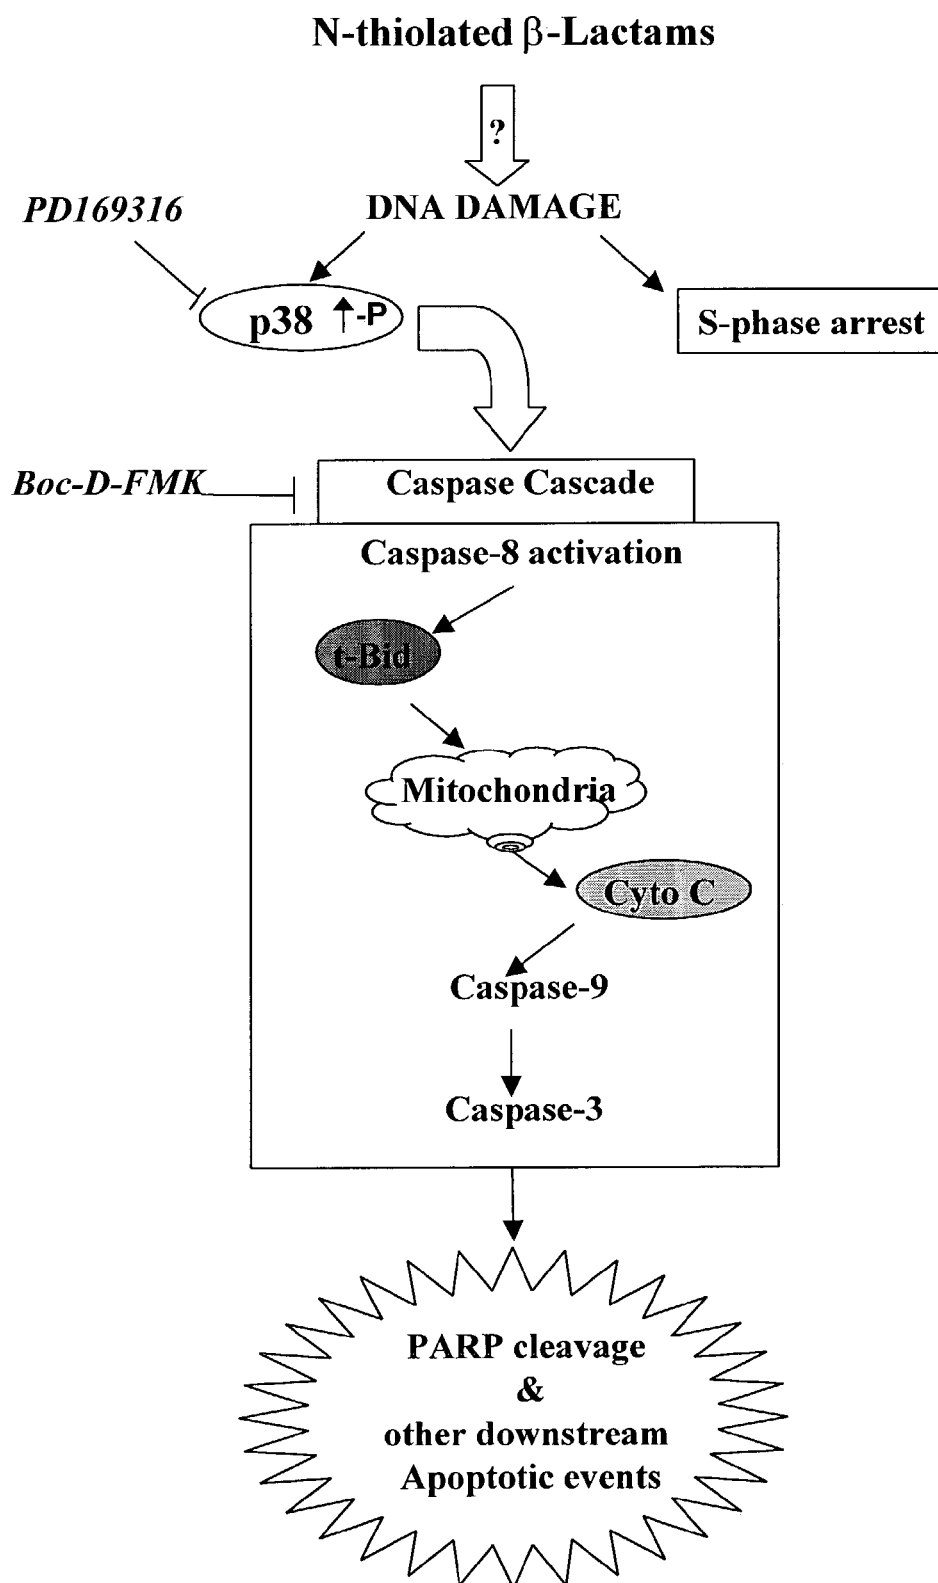 N-thiolated β-Lactams
?
DNA DAMAGE
PD169316
p38 ↑-P
S-phase arrest
Boc-D-FMK
Caspase Cascade
Caspase-8 activation
t-Bid
Mitochondria
Cyto C
Caspase-9
Caspase-3
PARP cleavage
&
other downstream
Apoptotic events